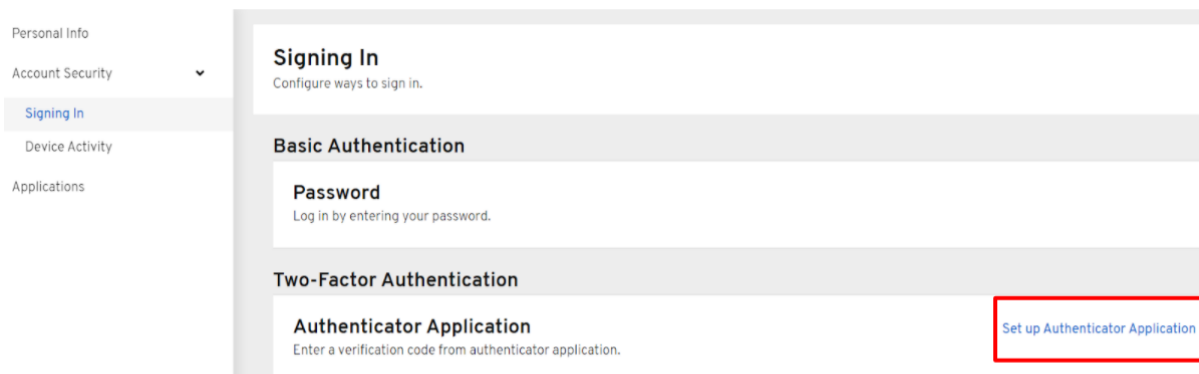 Personal Info
Account Security
Signing In
Device Activity
Applications
Signing In
Configure ways to sign in.
Basic Authentication
Password
Log in by entering your password.
Two-Factor Authentication
Authenticator Application
Enter a verification code from authenticator application.
Set up Authenticator Application